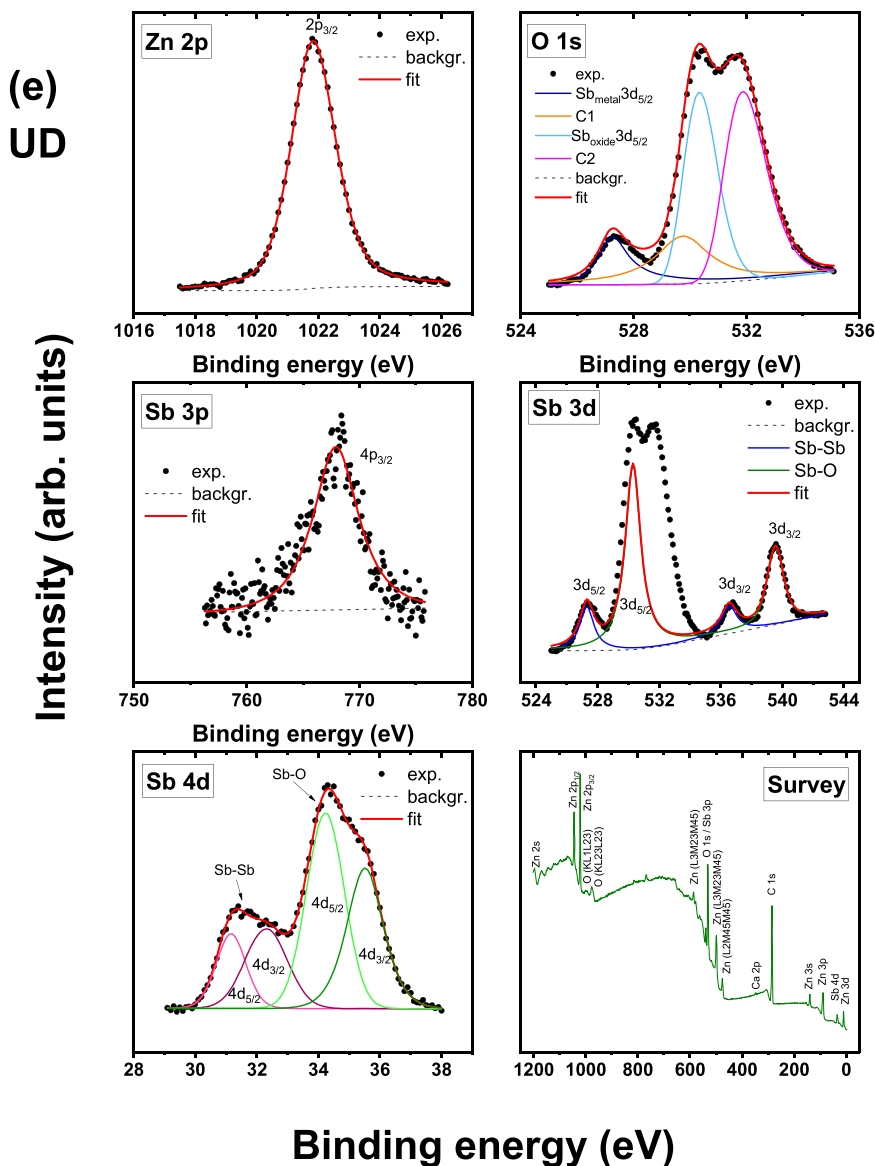 (e)
UD
Intensity (arb. units)
Zn 2p
2p3/2
exp.
backgr.
fit
1016 1018 1020 1022 1024 1026
Binding energy (eV)
O 1s
exp.
Sbmetal3d5/2
C1
Sboxide3d5/2
C2
backgr.
fit
524 528 532 536
Binding energy (eV)
Sb 3p
4p3/2
exp.
backgr.
fit
750 760 770 780
Binding energy (eV)
Sb 3d
exp.
backgr.
Sb-Sb
Sb-O
fit
3d3/2
3d5/2
3d5/2
3d3/2
524 528 532 536 540 544
Binding energy (eV)
Sb 4d
Sb-O
exp.
backgr.
fit
Sb-Sb
4d5/2
4d3/2
4d3/2
4d5/2
28 30 32 34 36 38
Survey
Zn 2s
Zn 2p1/2
Zn 2p3/2
O (KL1L23)
O (KL23L23)
Zn (L3M23M45)
O 1s / Sb 3p
Zn (L3M23M45)
Zn (L2M45M45)
Ca 2p
C 1s
Zn 3s
Zn 3p
Sb 4d
Zn 3d
1200 1000 800 600 400 200 0
Binding energy (eV)